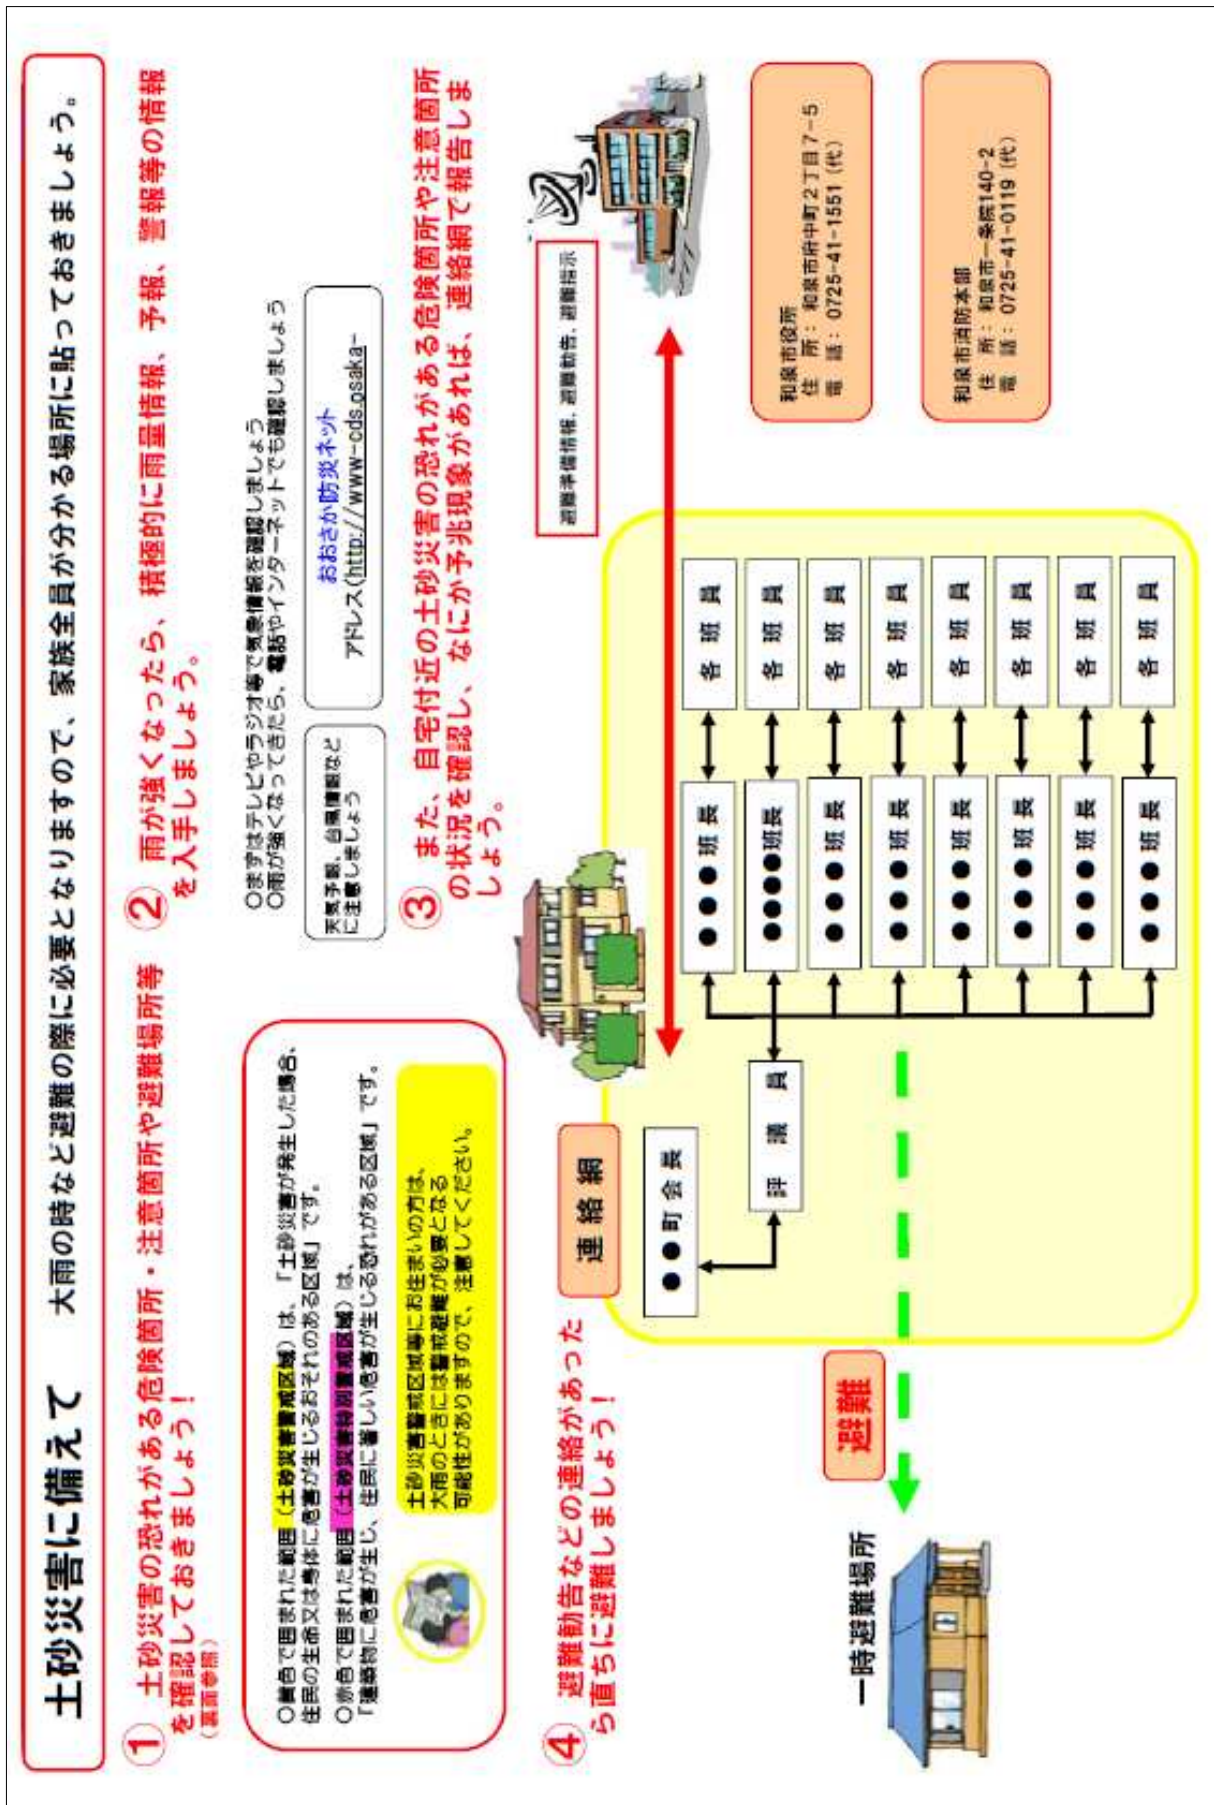 土砂災害に備えて 大雨の時など避難の際に必要となりますので、家族全員が分かる場所に貼っておきましょう。
① 土砂災害の恐れがある危険箇所・注意箇所や避難場所等
を確認しておきましょう！
（裏面参照）
○黄色で囲まれた範囲（土砂災害警戒区域）は、「土砂災害が発生した場合、
住民の生命又は身体に危害が生じるおそれのある区域」です。
○赤色で囲まれた範囲（土砂災害特別警戒区域）は、
「建築物に危害が生じ、住民に著しい危害が生じる恐れがある区域」です。
土砂災害警戒区域等にお住まいの方は、
大雨のときには警戒避難が必要となる
可能性がありますので、注意してください。
② 雨が強くなったら、積極的に雨量情報、予報、警報等の情報
を入手しましょう。
○まずはテレビやラジオ等で気象情報を確認しましょう
○雨が強くなってきたら、電話やインターネットでも確認しましょう
天気予報、台風情報など
に注意しましょう
おおさか防災ネット
アドレス(http://www-cds.osaka-
③ また、自宅付近の土砂災害の恐れがある危険箇所や注意箇所
の状況を確認し、なにか予兆現象があれば、連絡網で報告しま
しょう。
避難準備情報、避難勧告、避難指示
④ 避難勧告などの連絡があった
ら直ちに避難しましょう！
連絡網
●●町会長
評議員
●●●班長
各班員
●●●●班長
各班員
●●●班長
各班員
●●●班長
各班員
●●●班長
各班員
●●●班長
各班員
●●●班長
各班員
●●●班長
各班員
避難
一時避難場所
和泉市役所
住 所：和泉市府中町２丁目７－５
電 話：0725-41-1551（代）
和泉市消防本部
住 所：和泉市一条院140-2
電 話：0725-41-0119（代）